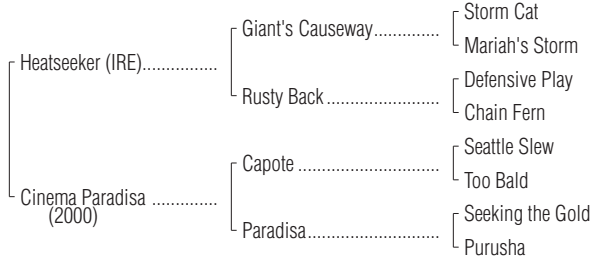 Storm Cat
Giant's Causeway..............
Mariah's Storm
Heatseeker (IRE)................
Defensive Play
Rusty Back ........................
Chain Fern
Seattle Slew
Capote ..............................
Too Bald
Cinema Paradisa ..............
(2000)
Seeking the Gold
Paradisa............................
Purusha